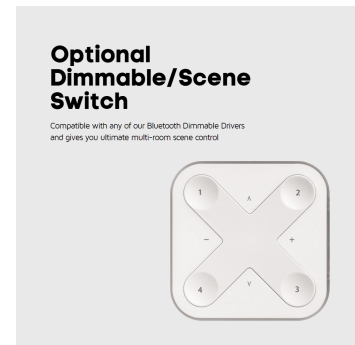 Optional
Dimmable/Scene
Switch
Compatible with any of our Bluetooth Dimmable Drivers
and gives you ultimate multi-room scene control
1 2
∧
− +
∨
4 3